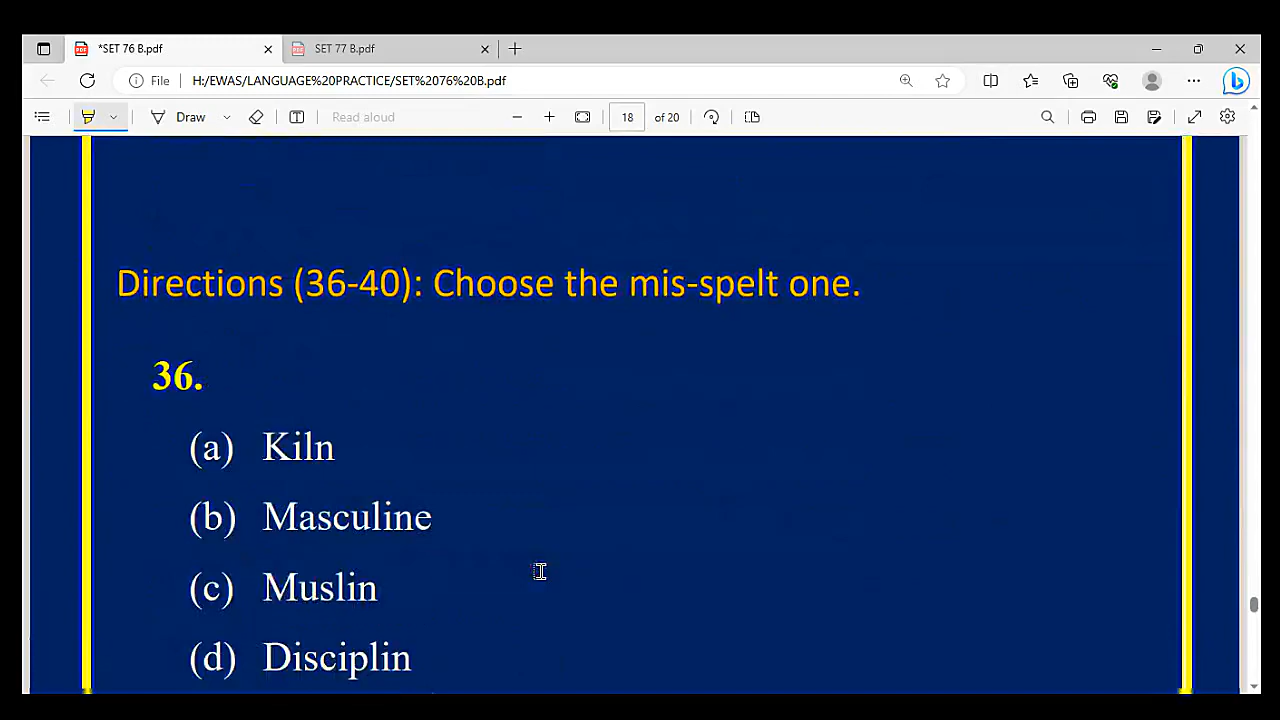 *SET 76 B.pdf
SET 77 B.pdf
File H:/EWAS/LANGUAGE%20PRACTICE/SET%2076%20B.pdf
Draw Read aloud 18 of 20
Directions (36-40): Choose the mis-spelt one.
36.
(a) Kiln
(b) Masculine
(c) Muslin
(d) Disciplin